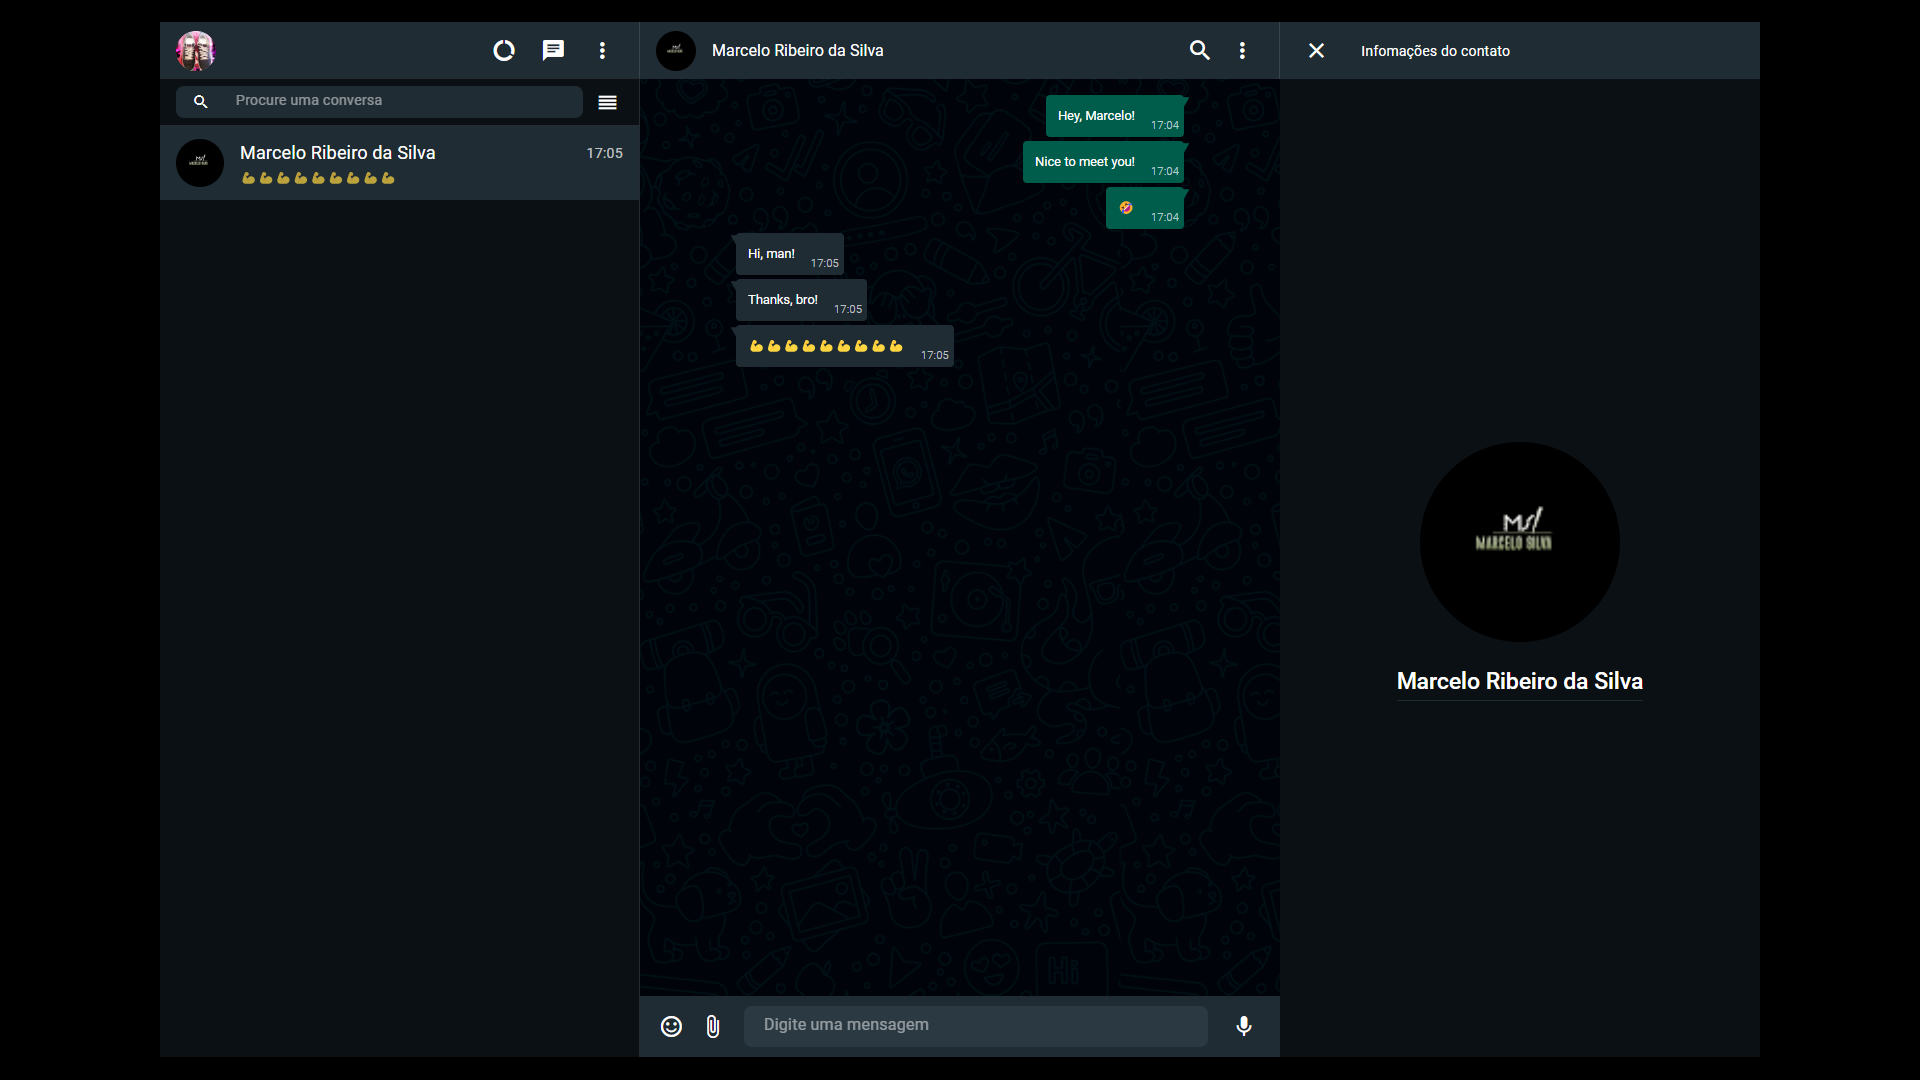 Marcelo Ribeiro da Silva
Infomações do contato
Procure uma conversa
Marcelo Ribeiro da Silva
17:05
💪💪💪💪💪💪💪💪💪
Hey, Marcelo!
17:04
Nice to meet you!
17:04
🤣
17:04
Hi, man!
17:05
Thanks, bro!
17:05
💪💪💪💪💪💪💪💪💪
17:05
Hi
MS
MARCELO SILVA
Marcelo Ribeiro da Silva
Digite uma mensagem